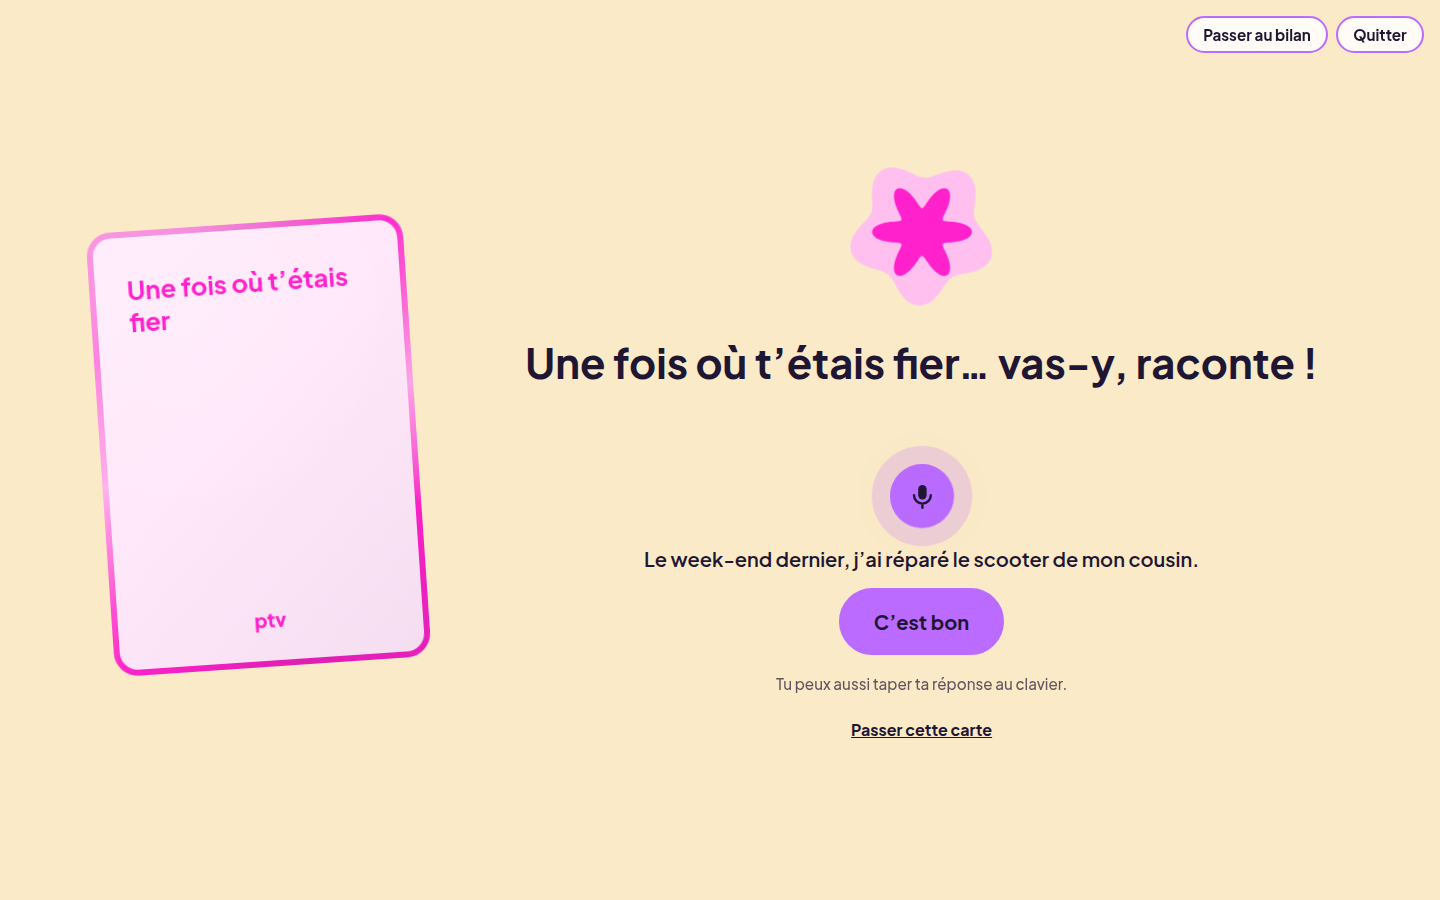 Passer au bilan
Quitter
Une fois où t’étais
fier
ptv
Une fois où t’étais fier… vas-y, raconte !
Le week-end dernier, j’ai réparé le scooter de mon cousin.
C’est bon
Tu peux aussi taper ta réponse au clavier.
Passer cette carte